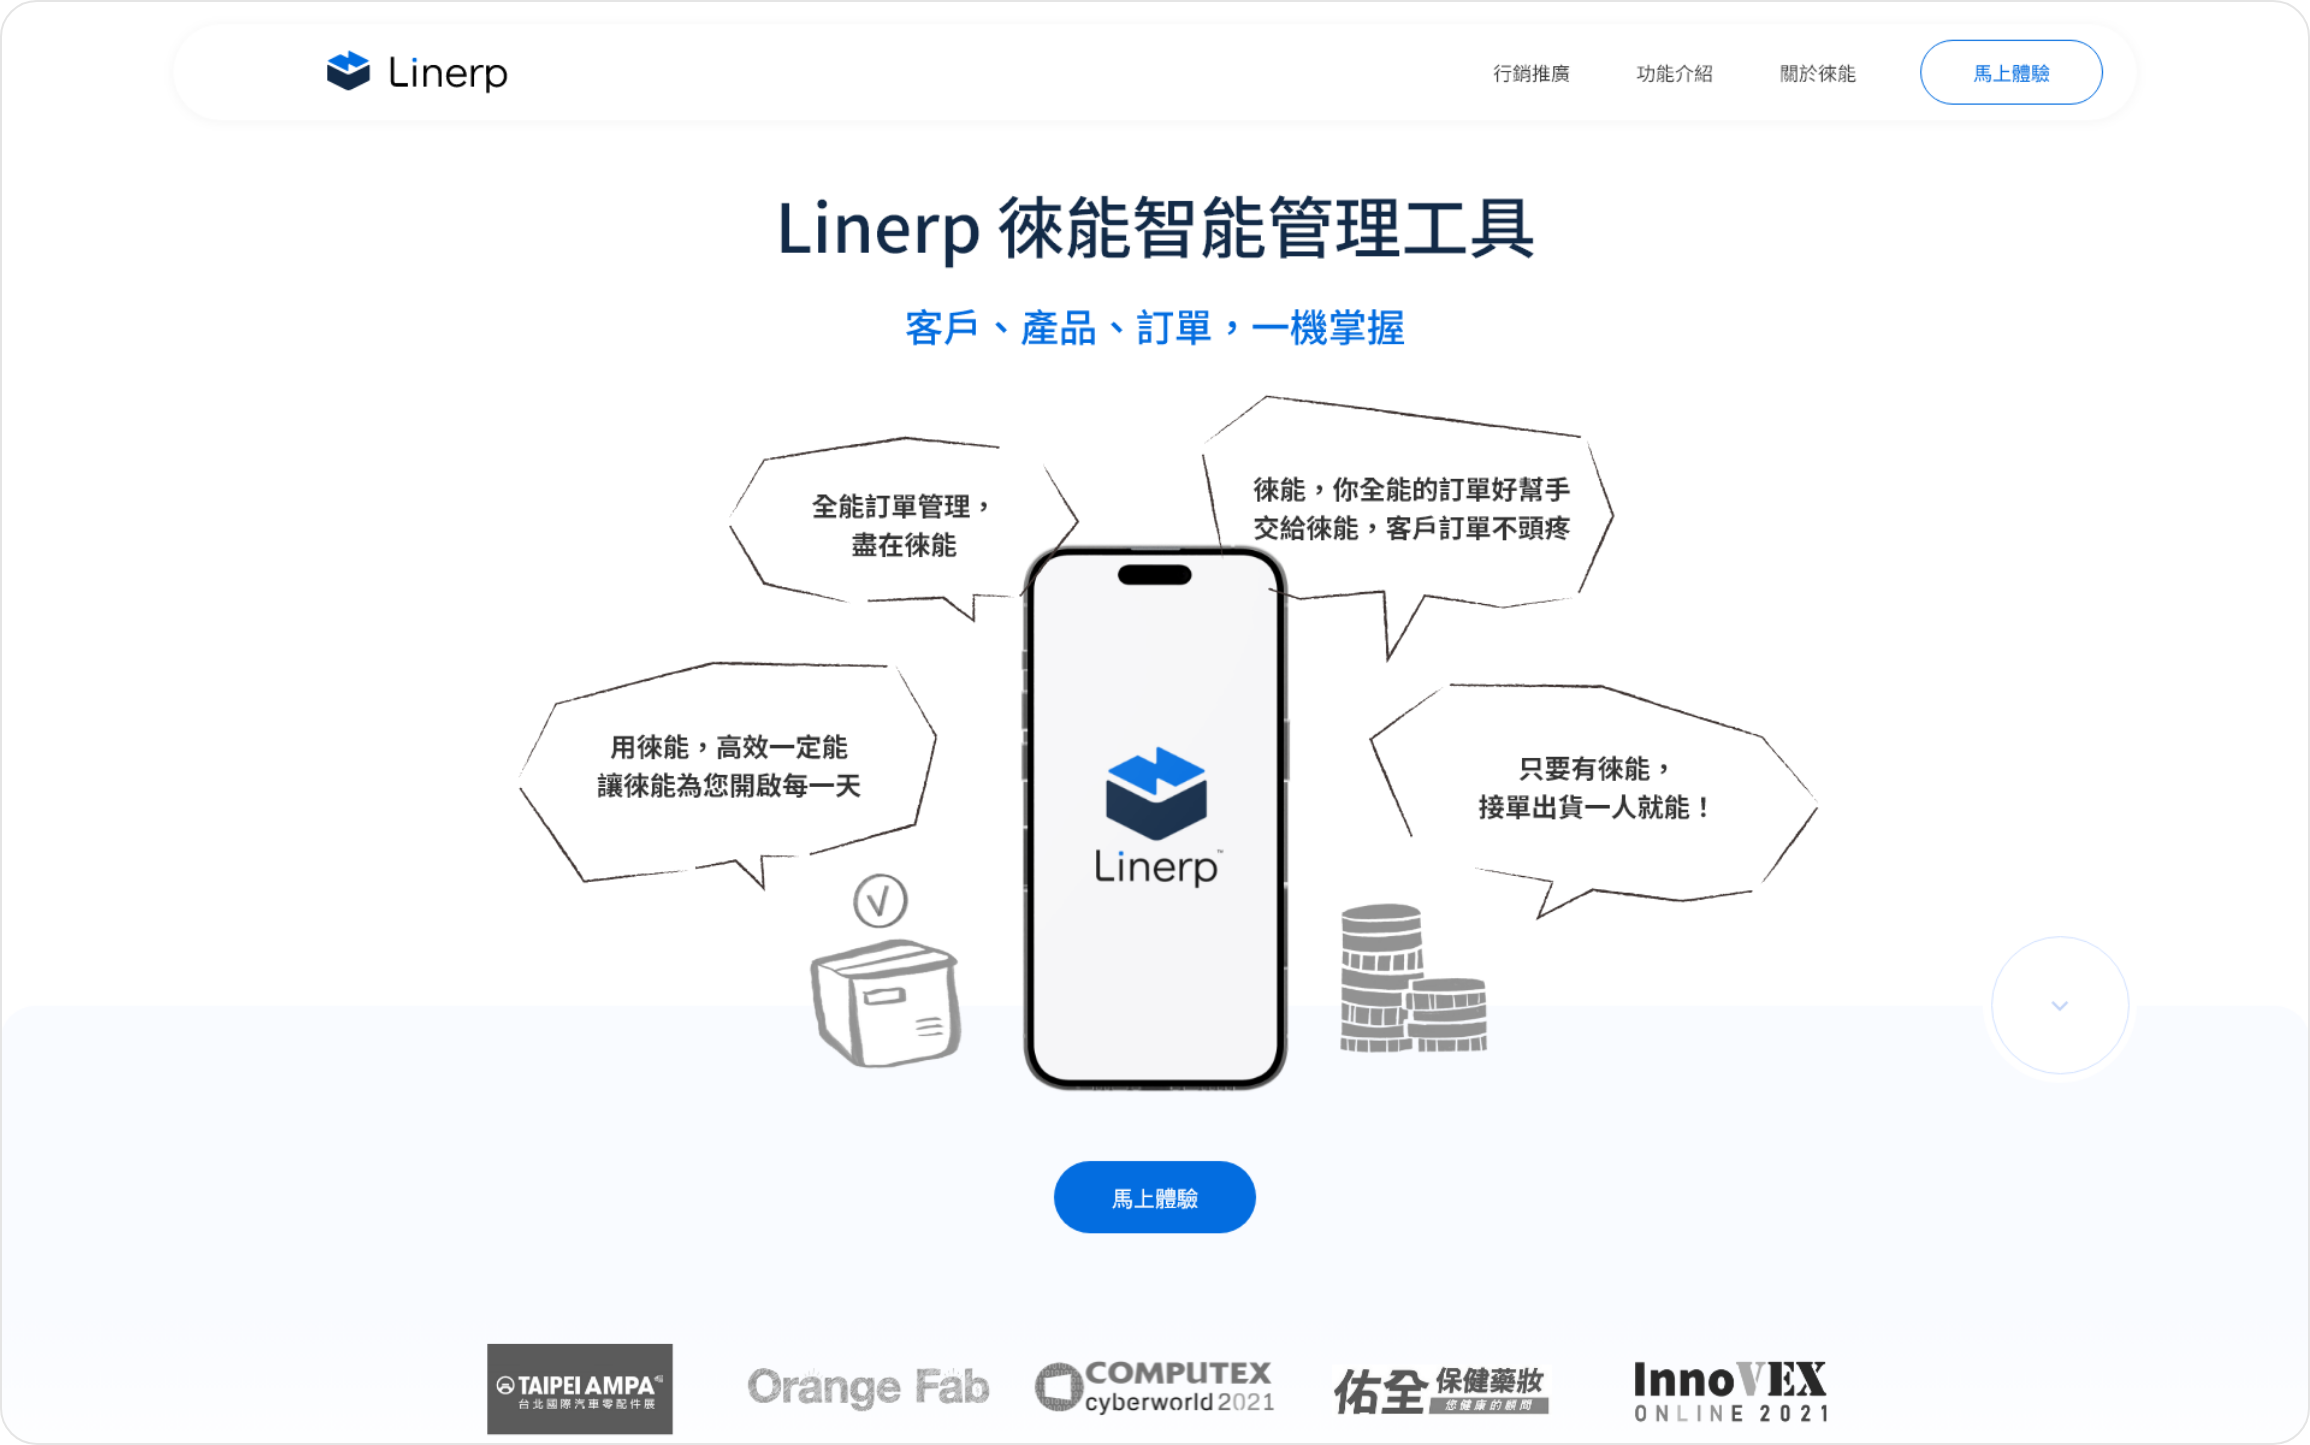 Linerp
行銷推廣
功能介紹
關於徠能
馬上體驗
Linerp 徠能智能管理工具
客戶、產品、訂單，一機掌握
全能訂單管理，
盡在徠能
徠能，你全能的訂單好幫手
交給徠能，客戶訂單不頭疼
用徠能，高效一定能
讓徠能為您開啟每一天
只要有徠能，
接單出貨一人就能！
Linerp™
馬上體驗
TAIPEI AMPA
台北國際汽車零配件展
Orange Fab
COMPUTEX
cyberworld 2021
佑全 保健藥妝
您健康的顧問
InnoVEX
ONLINE 2021